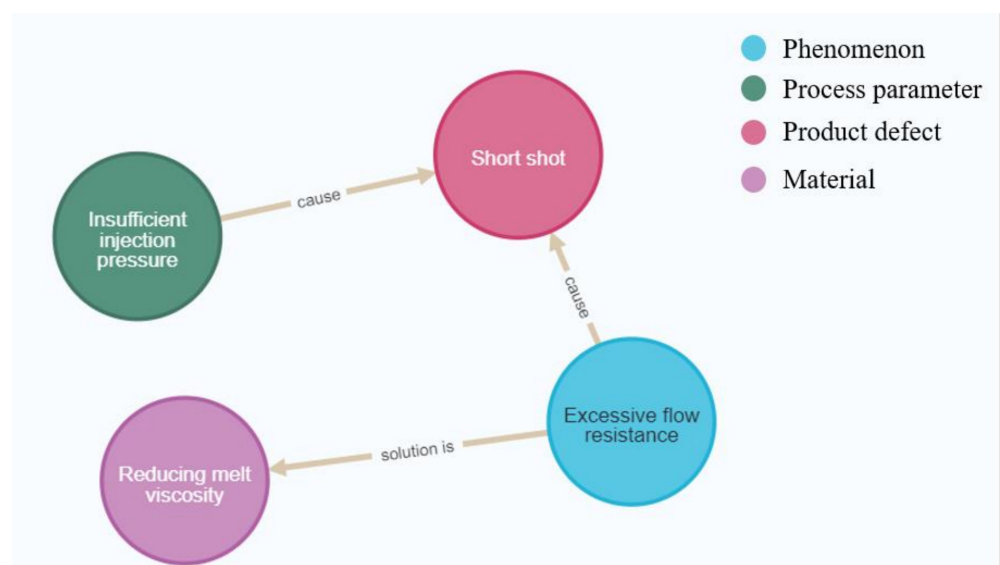 Phenomenon
Process parameter
Product defect
Material
Short shot
cause
Insufficient
injection
pressure
cause
Excessive flow
resistance
solution is
Reducing melt
viscosity